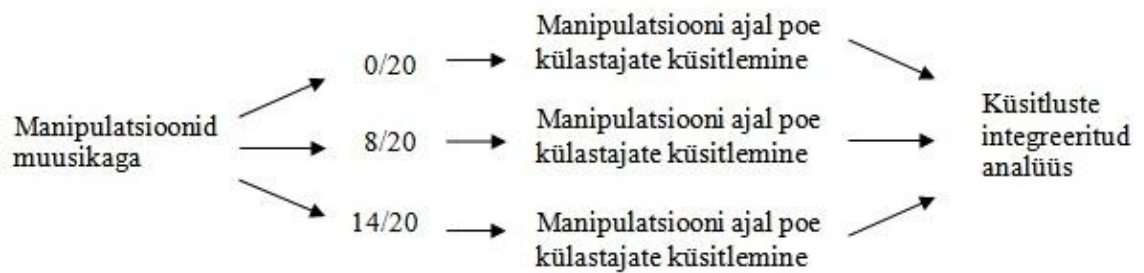 Manipulatsioonid
muusikaga
0/20
Manipulatsiooni ajal poe
külastajate küsitlemine
8/20
Manipulatsiooni ajal poe
külastajate küsitlemine
14/20
Manipulatsiooni ajal poe
külastajate küsitlemine
Küsitluste
integreeritud
analüüs